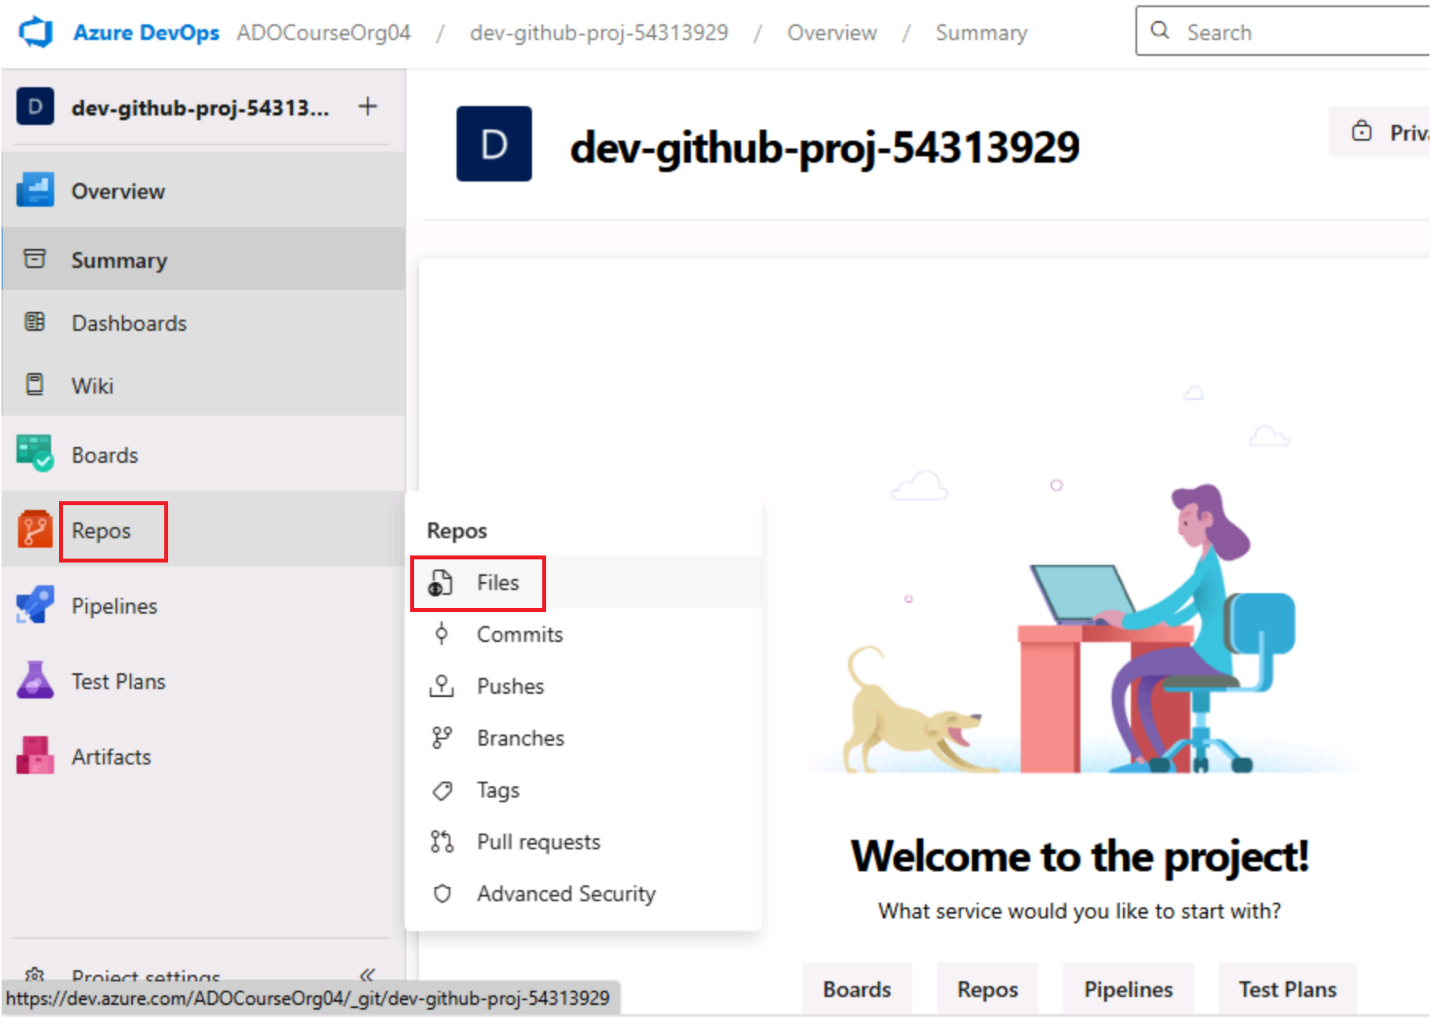 Azure DevOps ADOCourseOrg04 / dev-github-proj-54313929 / Overview / Summary
Search
D dev-github-proj-54313... +
D dev-github-proj-54313929
Overview
Summary
Dashboards
Wiki
Boards
Repos
Pipelines
Test Plans
Artifacts
Repos
Files
Commits
Pushes
Branches
Tags
Pull requests
Advanced Security
Welcome to the project!
What service would you like to start with?
Boards Repos Pipelines Test Plans
Project settings
https://dev.azure.com/ADOCourseOrg04/_git/dev-github-proj-54313929